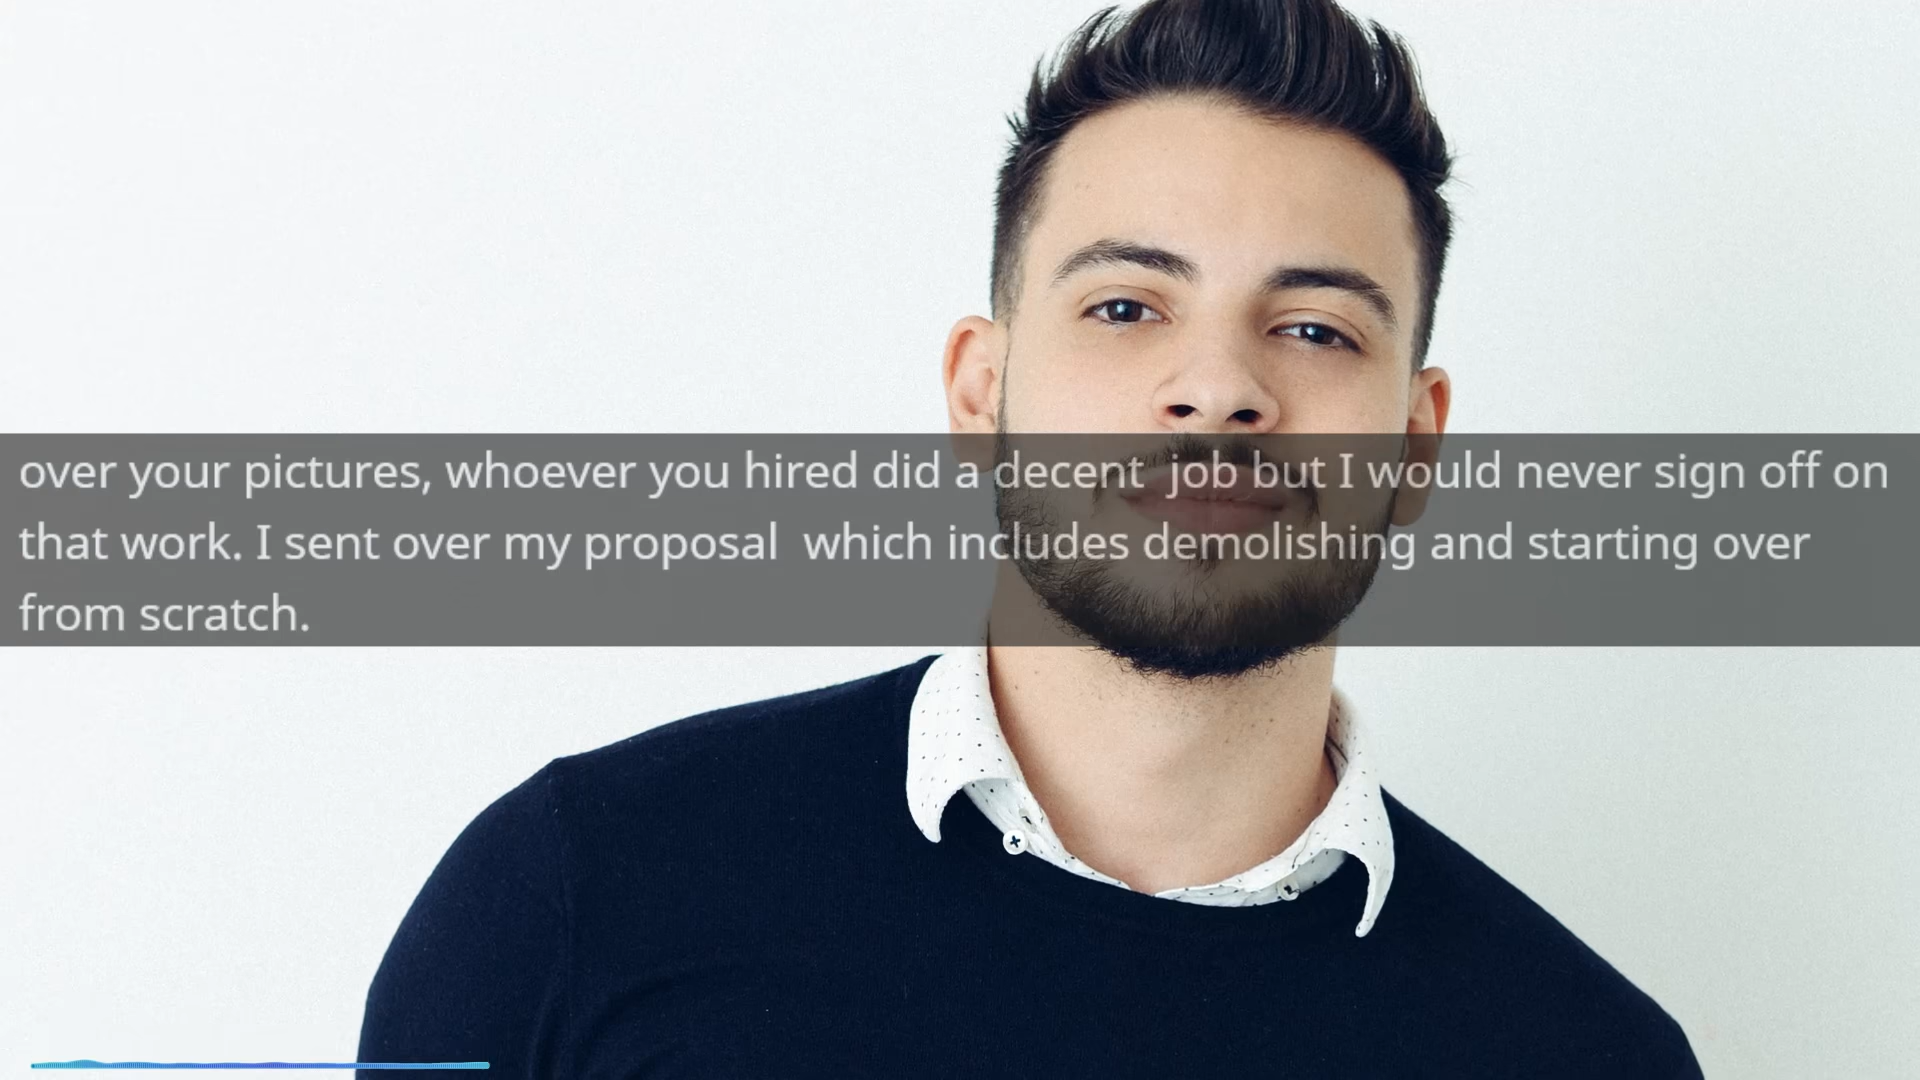 over your pictures, whoever you hired did a decent  job but I would never sign off on
that work. I sent over my proposal  which includes demolishing and starting over
from scratch.